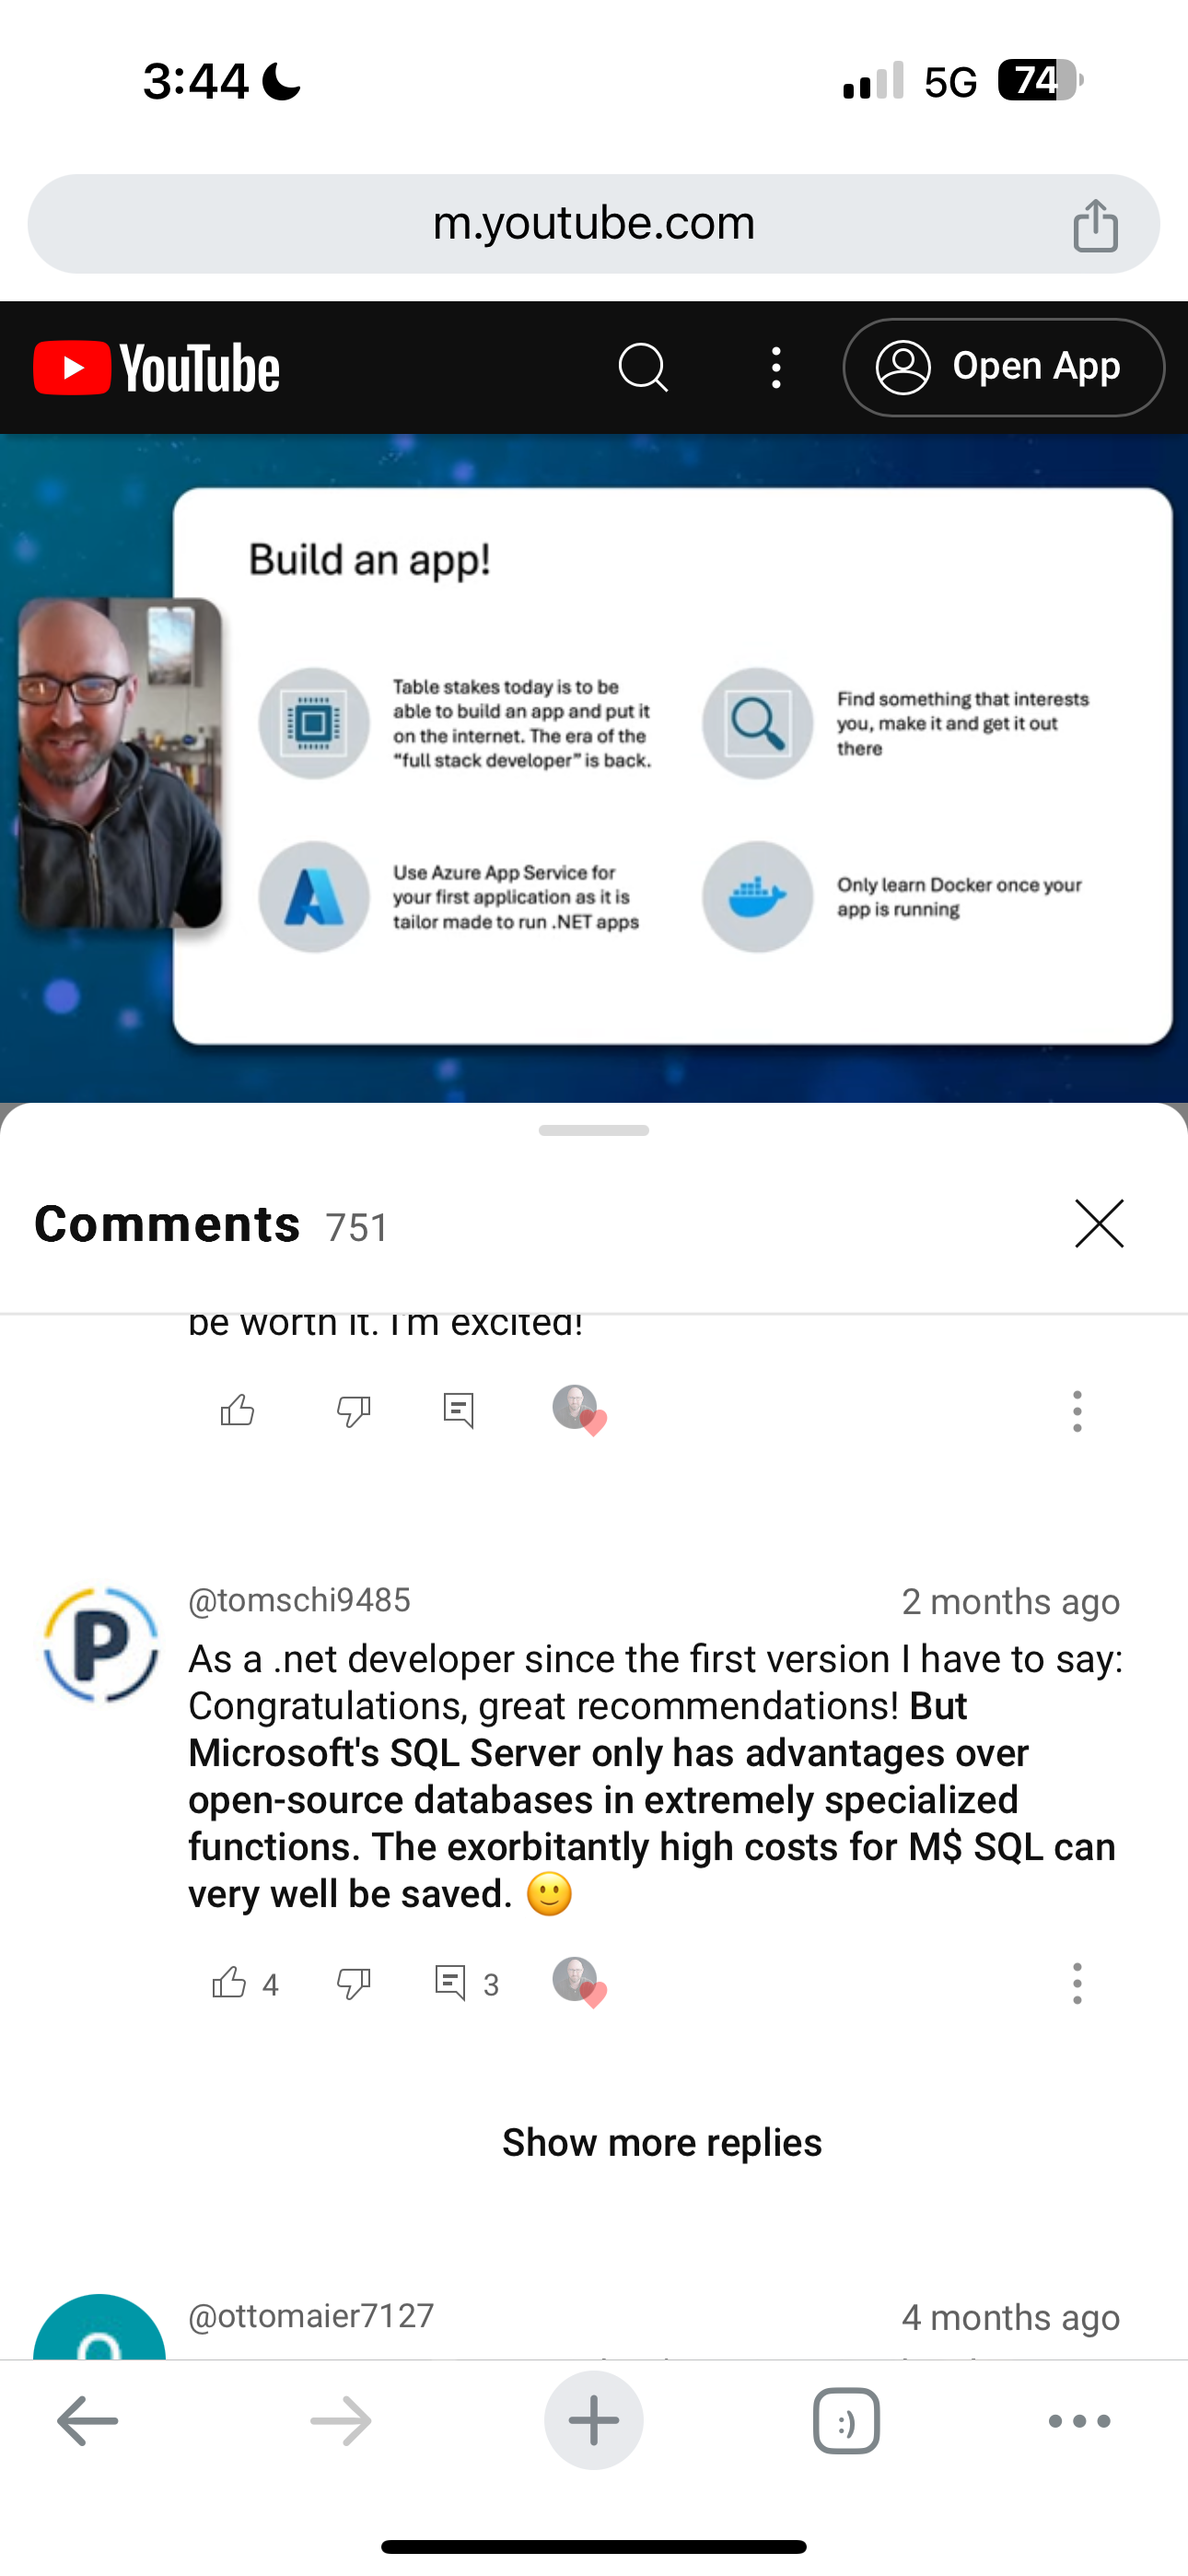 3:44
5G 74
m.youtube.com
YouTube
Open App
Build an app!
Table stakes today is to be
able to build an app and put it
on the internet. The era of the
“full stack developer” is back.
Find something that interests
you, make it and get it out
there
Use Azure App Service for
your first application as it is
tailor made to run .NET apps
Only learn Docker once your
app is running
Comments 751
be worth it. I'm excited!
P
@tomschi9485 2 months ago
As a .net developer since the first version I have to say:
Congratulations, great recommendations! But
Microsoft's SQL Server only has advantages over
open-source databases in extremely specialized
functions. The exorbitantly high costs for M$ SQL can
very well be saved. 🙂
4 3
Show more replies
@ottomaier7127 4 months ago
:)